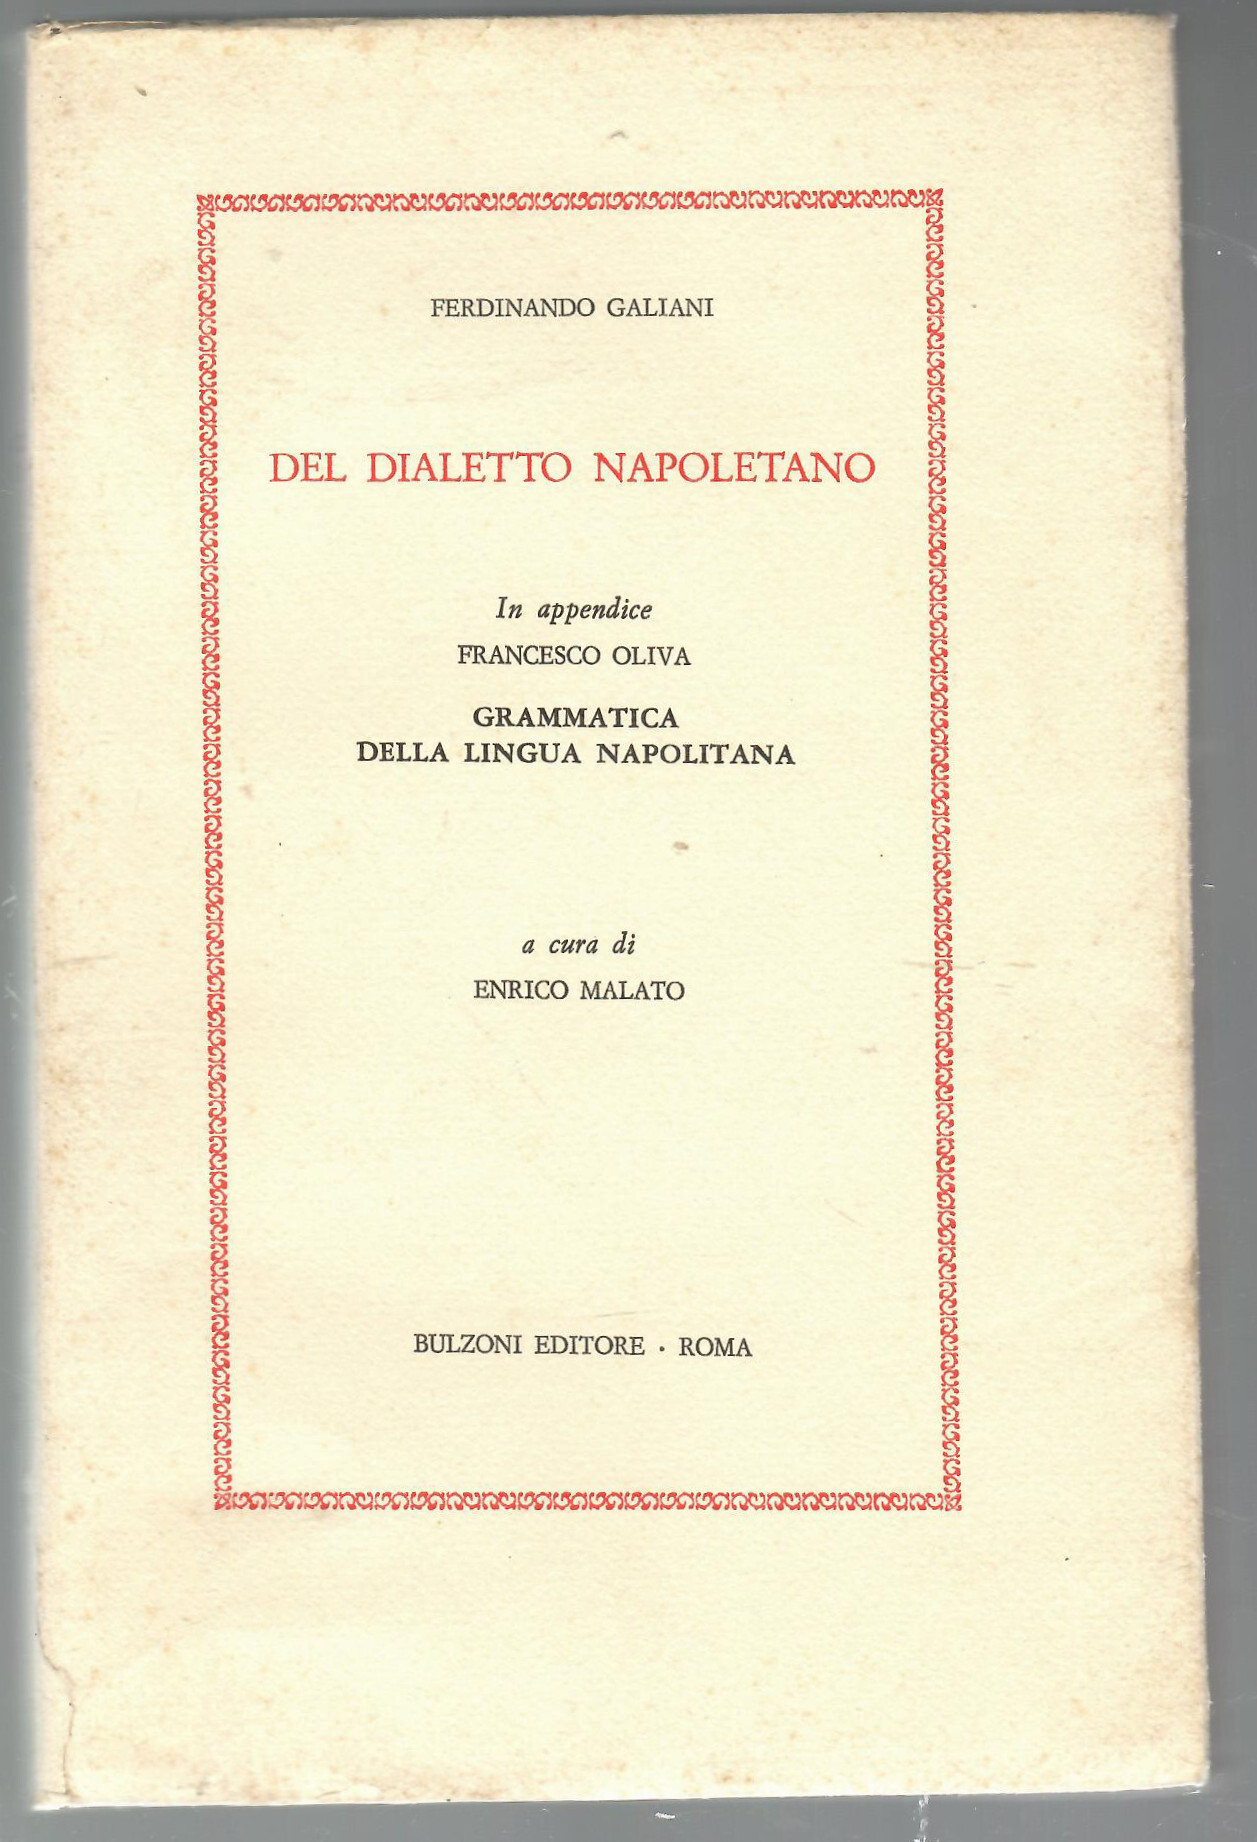 FERDINANDO GALIANI
DEL DIALETTO NAPOLETANO
In appendice
FRANCESCO OLIVA
GRAMMATICA
DELLA LINGUA NAPOLITANA
a cura di
ENRICO MALATO
BULZONI EDITORE • ROMA